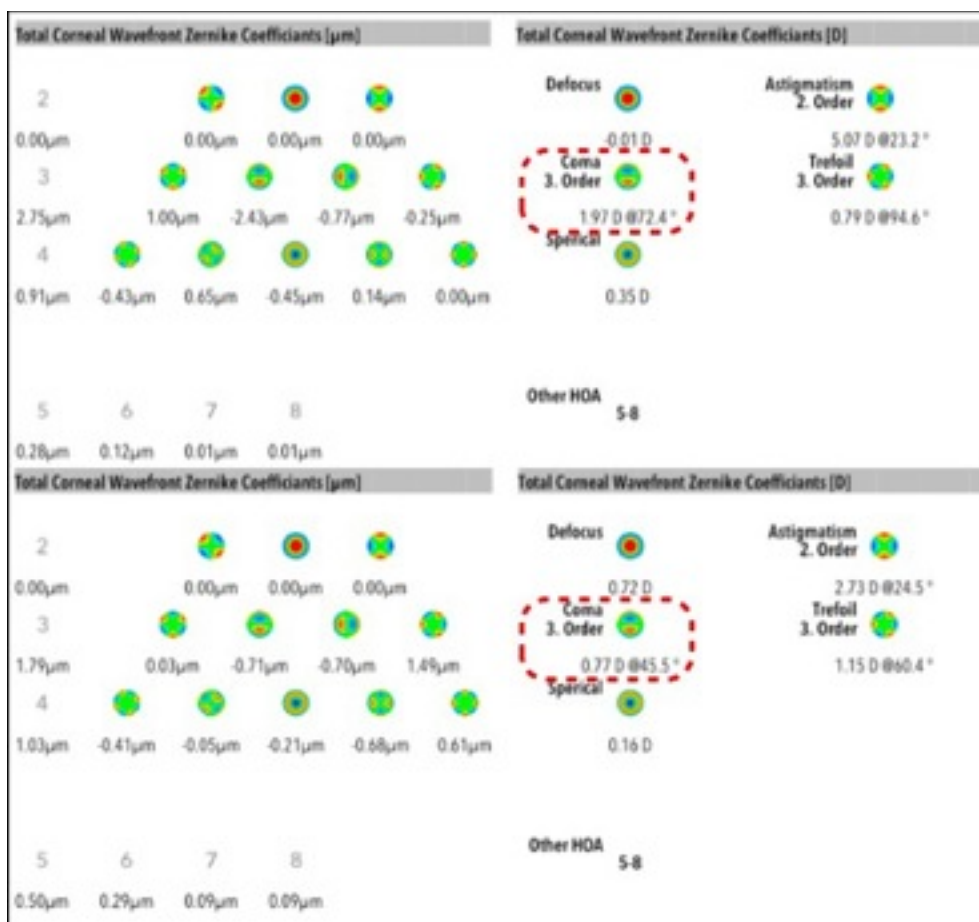 Total Corneal Wavefront Zernike Coefficiants [µm] Total Corneal Wavefront Zernike Coefficiants [D]
2 Defocus Astigmatism
2. Order
0.00µm 0.00µm 0.00µm 0.00µm -0.01 D 5.07 D @23.2 °
3 Coma Trefoil
3. Order 3. Order
2.75µm 1.00µm -2.43µm -0.77µm -0.25µm 1.97 D @72.4 ° 0.79 D @94.6 °
4 Sperical
0.91µm -0.43µm 0.65µm -0.45µm 0.14µm 0.00µm 0.35 D
Other HOA
5 6 7 8 5-8
0.28µm 0.12µm 0.01µm 0.01µm
Total Corneal Wavefront Zernike Coefficiants [µm] Total Corneal Wavefront Zernike Coefficiants [D]
2 Defocus Astigmatism
2. Order
0.00µm 0.00µm 0.00µm 0.00µm 0.72 D 2.73 D @24.5 °
3 Coma Trefoil
3. Order 3. Order
1.79µm 0.03µm -0.71µm -0.70µm 1.49µm 0.77 D @45.5 ° 1.15 D @60.4 °
4 Sperical
1.03µm -0.41µm -0.05µm -0.21µm -0.68µm 0.61µm 0.16 D
Other HOA
5 6 7 8 5-8
0.50µm 0.29µm 0.09µm 0.09µm